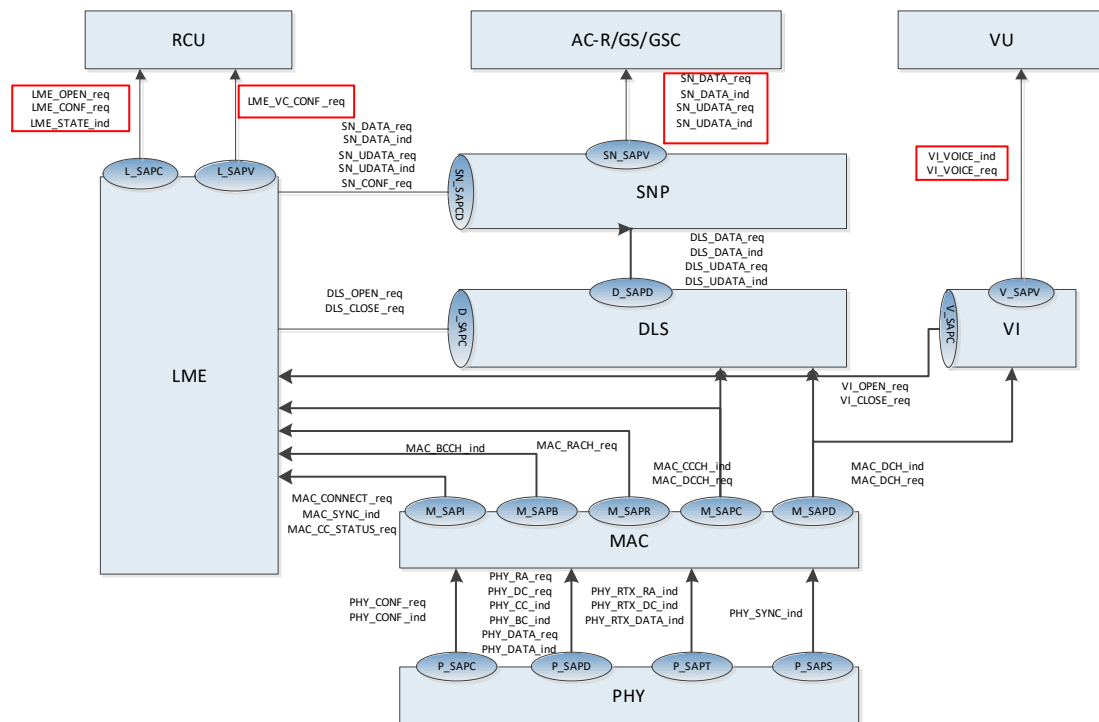 RCU
AC-R/GS/GSC
VU
LME_OPEN_req
LME_CONF_req
LME_STATE_ind
LME_VC_CONF_req
SN_DATA_req
SN_DATA_ind
SN_UDATA_req
SN_UDATA_ind
VI_VOICE_ind
VI_VOICE_req
L_SAPC
L_SAPV
SN_DATA_req
SN_DATA_ind
SN_UDATA_req
SN_UDATA_ind
SN_CONF_req
SN_SAPV
SN_SAPCD
SNP
DLS_DATA_req
DLS_DATA_ind
DLS_UDATA_req
DLS_UDATA_ind
DLS_OPEN_req
DLS_CLOSE_req
D_SAPD
D_SAPC
DLS
V_SAPV
V_SAPC
VI
LME
VI_OPEN_req
VI_CLOSE_req
MAC_BCCH_ind
MAC_RACH_req
MAC_CCCH_ind
MAC_DCCH_req
MAC_DCH_ind
MAC_DCH_req
MAC_CONNECT_req
MAC_SYNC_ind
MAC_CC_STATUS_req
M_SAPI
M_SAPB
M_SAPR
M_SAPC
M_SAPD
MAC
PHY_CONF_req
PHY_CONF_ind
PHY_RA_req
PHY_DC_req
PHY_CC_ind
PHY_BC_ind
PHY_DATA_req
PHY_DATA_ind
PHY_RTX_RA_ind
PHY_RTX_DC_ind
PHY_RTX_DATA_ind
PHY_SYNC_ind
P_SAPC
P_SAPD
P_SAPT
P_SAPS
PHY